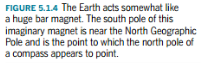 FIGURE 5.1.4 The Earth acts somewhat like
a huge bar magnet. The south pole of this
imaginary magnet is near the North Geographic
Pole and is the point to which the north pole of
a compass appears to point.